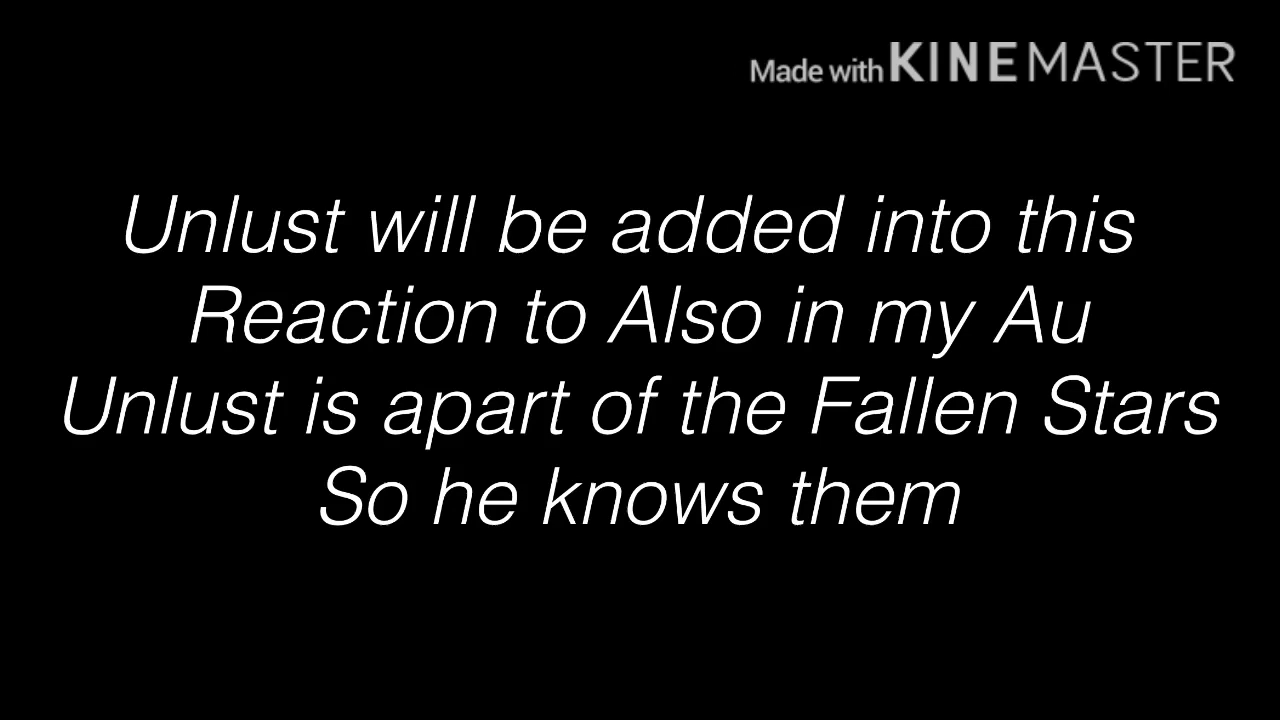 Made with KINEMASTER
Unlust will be added into this
Reaction to Also in my Au
Unlust is apart of the Fallen Stars
So he knows them